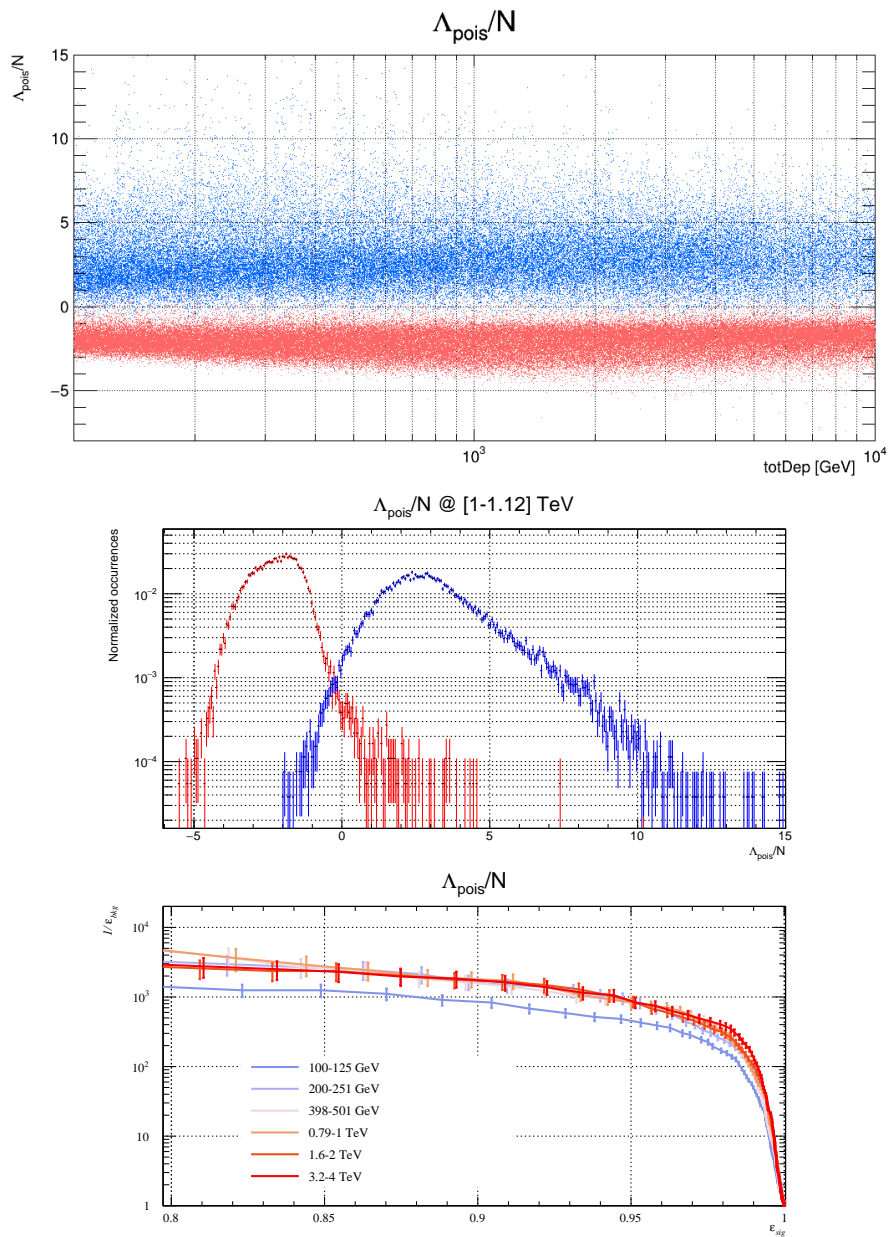 Λpois/N
Λpois/N
15
10
5
0
−5
10³
10⁴
totDep [GeV]
Λpois/N @ [1-1.12] TeV
Normalized occurrences
10⁻²
10⁻³
10⁻⁴
−5
0
5
10
15
Λpois/N
Λpois/N
1/ εbkg
10⁴
10³
10²
10
1
100-125 GeV
200-251 GeV
398-501 GeV
0.79-1 TeV
1.6-2 TeV
3.2-4 TeV
0.8
0.85
0.9
0.95
1
εsig